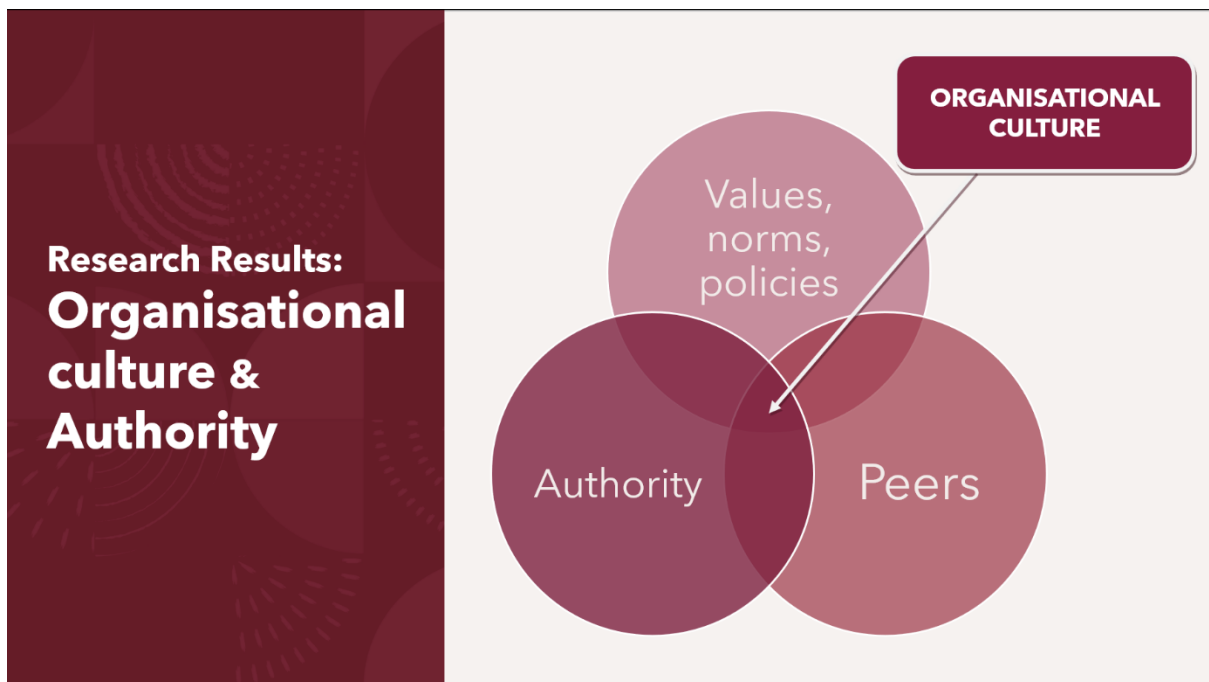 Research Results:
Organisational
culture &
Authority
ORGANISATIONAL
CULTURE
Values,
norms,
policies
Authority
Peers